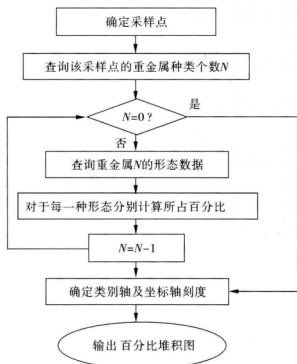 确定采样点
查询该采样点的重金属种类个数N
N=0?
是
否
查询重金属N的形态数据
对于每一种形态分别计算所占百分比
N=N-1
确定类别轴及坐标轴刻度
输出百分比堆积图